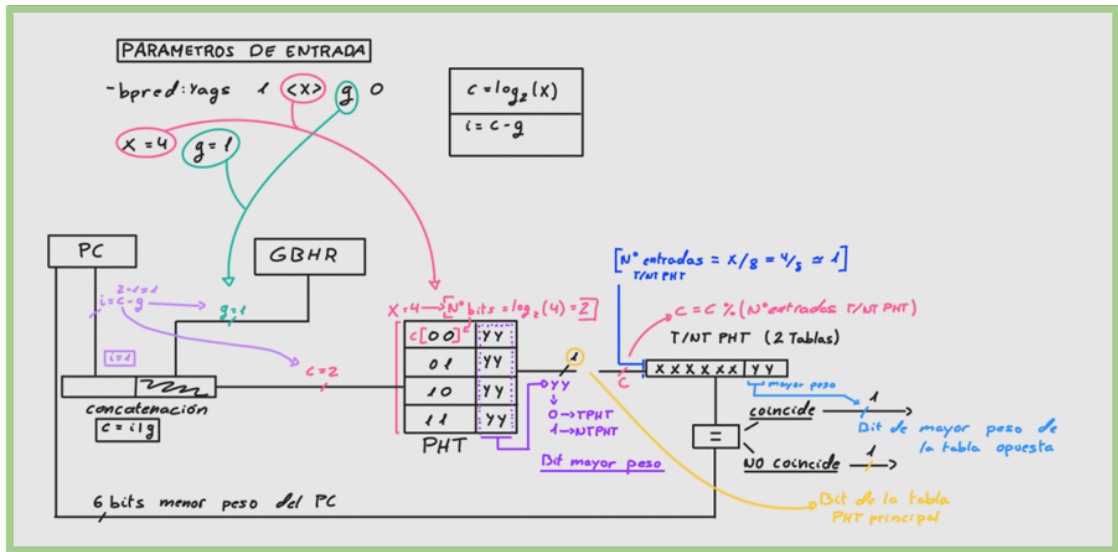 PARAMETROS DE ENTRADA
-bpred:yags 1 <X> g 0
X = 4 g = 1
c = log₂(X)
i = c - g
PC
GBHR
2-1=1
i = c - g
g=1
i=1
c=2
concatenación
c = i|g
6 bits menor peso del PC
X=4 → [Nº bits = log₂(4) = 2]
c[00] YY
01 YY
10 YY
11 YY
PHT
YY
0 → TPHT
1 → NTPHT
Bit mayor peso
1
[Nº entradas = X/8 = 4/8 ≃ 1]
T/NT PHT
c = c % (Nº entradas T/NT PHT)
T/NT PHT (2 Tablas)
C
X X X X X X YY
mayor peso
=
coincide 1
Bit de mayor peso de
la tabla opuesta
NO coincide 1
Bit de la tabla
PHT principal